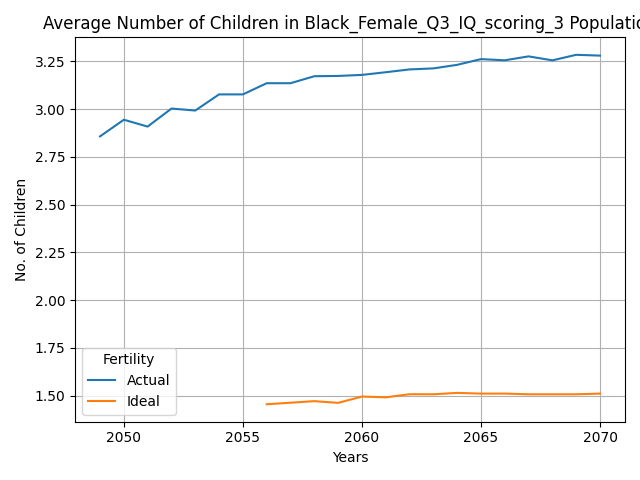 Average Number of Children in Black_Female_Q3_IQ_scoring_3 Populatio
No. of Children
3.25
3.00
2.75
2.50
2.25
2.00
1.75
1.50
Fertility
Actual
Ideal
2050 2055 2060 2065 2070
Years